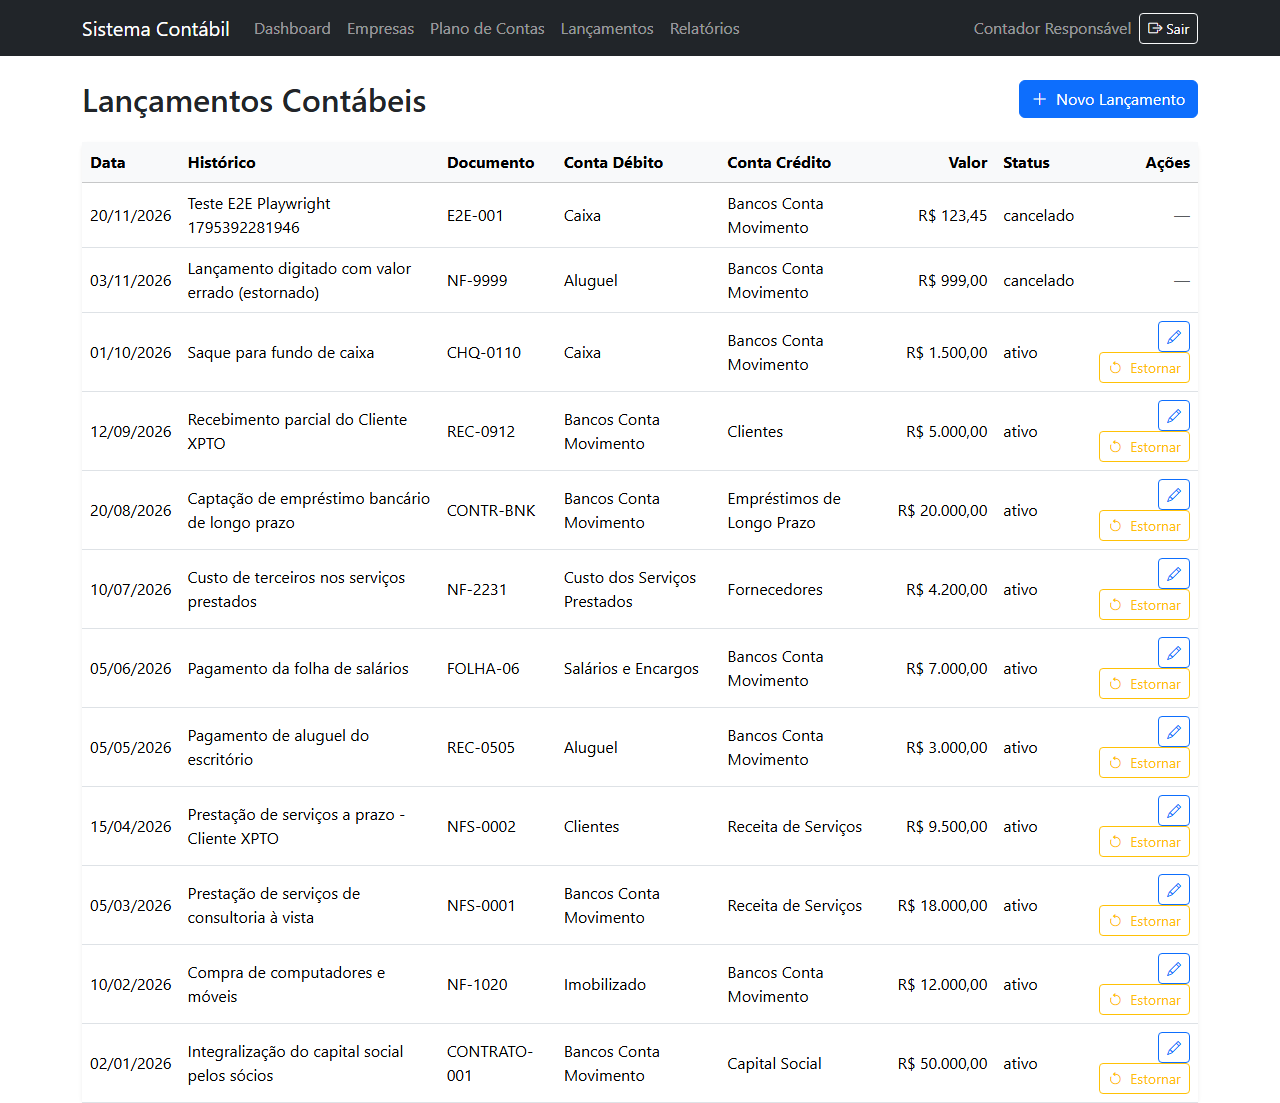 Sistema Contábil Dashboard Empresas Plano de Contas Lançamentos Relatórios Contador Responsável Sair
Lançamentos Contábeis Novo Lançamento
Data Histórico Documento Conta Débito Conta Crédito Valor Status Ações
20/11/2026 Teste E2E Playwright 1795392281946 E2E-001 Caixa Bancos Conta Movimento R$ 123,45 cancelado —
03/11/2026 Lançamento digitado com valor errado (estornado) NF-9999 Aluguel Bancos Conta Movimento R$ 999,00 cancelado —
01/10/2026 Saque para fundo de caixa CHQ-0110 Caixa Bancos Conta Movimento R$ 1.500,00 ativo Estornar
12/09/2026 Recebimento parcial do Cliente XPTO REC-0912 Bancos Conta Movimento Clientes R$ 5.000,00 ativo Estornar
20/08/2026 Captação de empréstimo bancário de longo prazo CONTR-BNK Bancos Conta Movimento Empréstimos de Longo Prazo R$ 20.000,00 ativo Estornar
10/07/2026 Custo de terceiros nos serviços prestados NF-2231 Custo dos Serviços Prestados Fornecedores R$ 4.200,00 ativo Estornar
05/06/2026 Pagamento da folha de salários FOLHA-06 Salários e Encargos Bancos Conta Movimento R$ 7.000,00 ativo Estornar
05/05/2026 Pagamento de aluguel do escritório REC-0505 Aluguel Bancos Conta Movimento R$ 3.000,00 ativo Estornar
15/04/2026 Prestação de serviços a prazo - Cliente XPTO NFS-0002 Clientes Receita de Serviços R$ 9.500,00 ativo Estornar
05/03/2026 Prestação de serviços de consultoria à vista NFS-0001 Bancos Conta Movimento Receita de Serviços R$ 18.000,00 ativo Estornar
10/02/2026 Compra de computadores e móveis NF-1020 Imobilizado Bancos Conta Movimento R$ 12.000,00 ativo Estornar
02/01/2026 Integralização do capital social pelos sócios CONTRATO-001 Bancos Conta Movimento Capital Social R$ 50.000,00 ativo Estornar